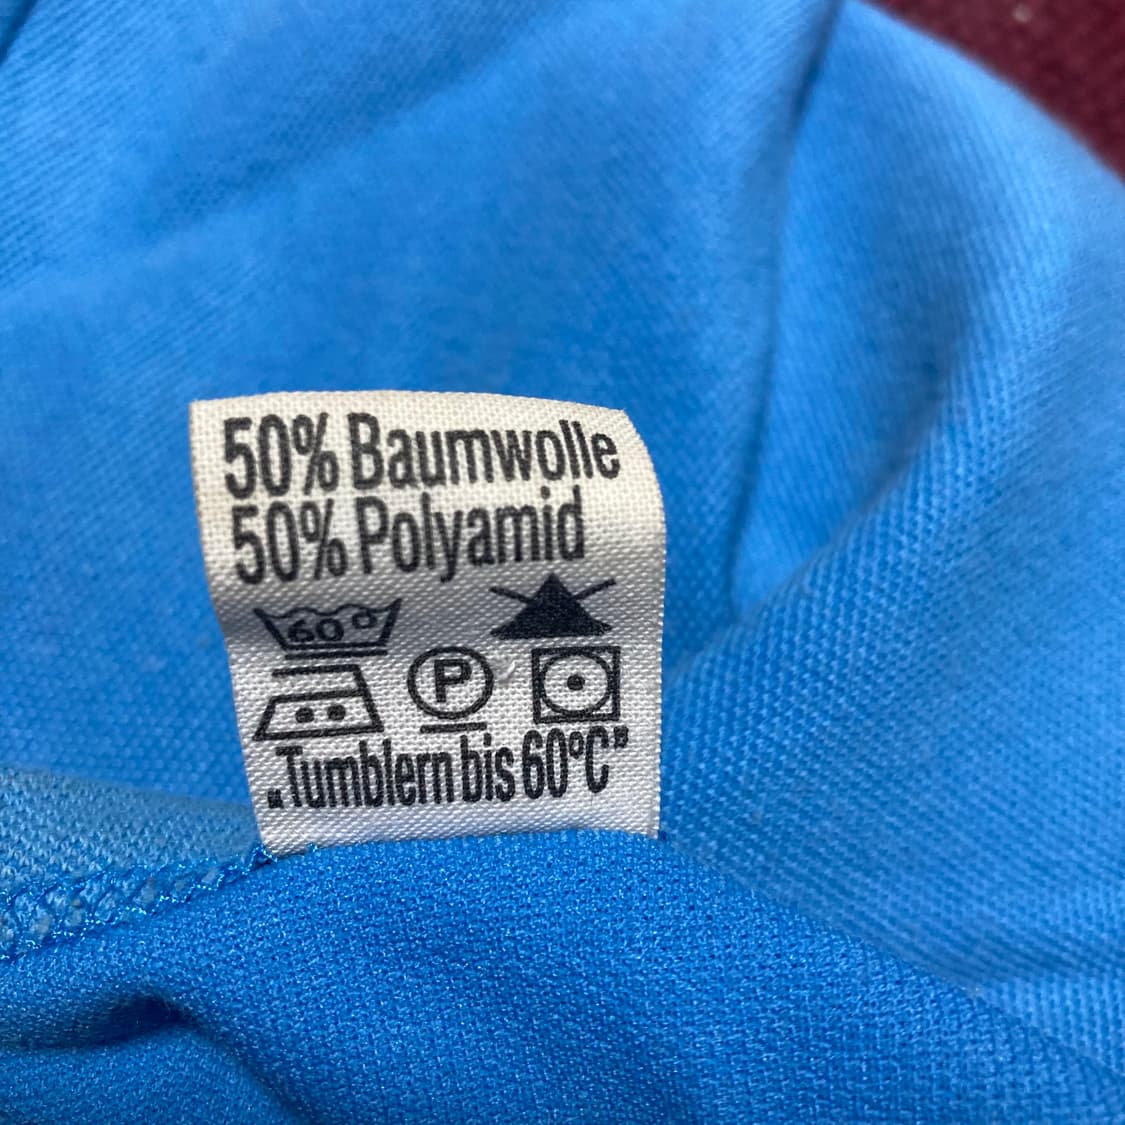 50% Baumwolle
50% Polyamid
60°
P
„Tumblern bis 60°C”